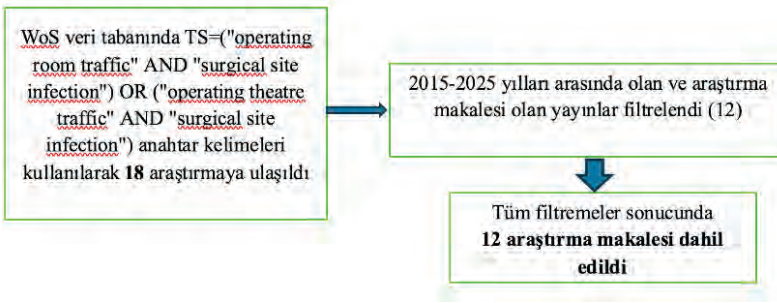 WoS veri tabanında TS=("operating
room traffic" AND "surgical site
infection") OR ("operating theatre
traffic" AND "surgical site
infection") anahtar kelimeleri
kullanılarak 18 araştırmaya ulaşıldı
2015-2025 yılları arasında olan ve araştırma
makalesi olan yayınlar filtrelendi (12)
Tüm filtremeler sonucunda
12 araştırma makalesi dahil
edildi